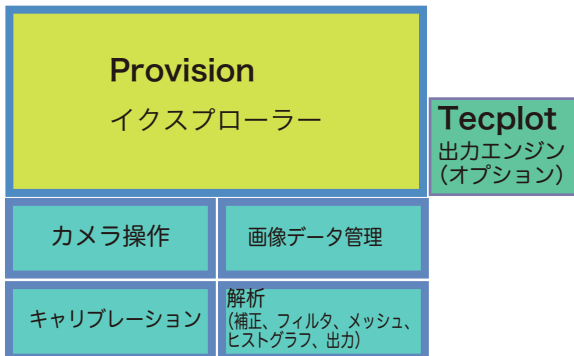 Provision
イクスプローラー
Tecplot
出力エンジン
（オプション）
カメラ操作
画像データ管理
キャリブレーション
解析
（補正、フィルタ、メッシュ、
ヒストグラフ、出力）